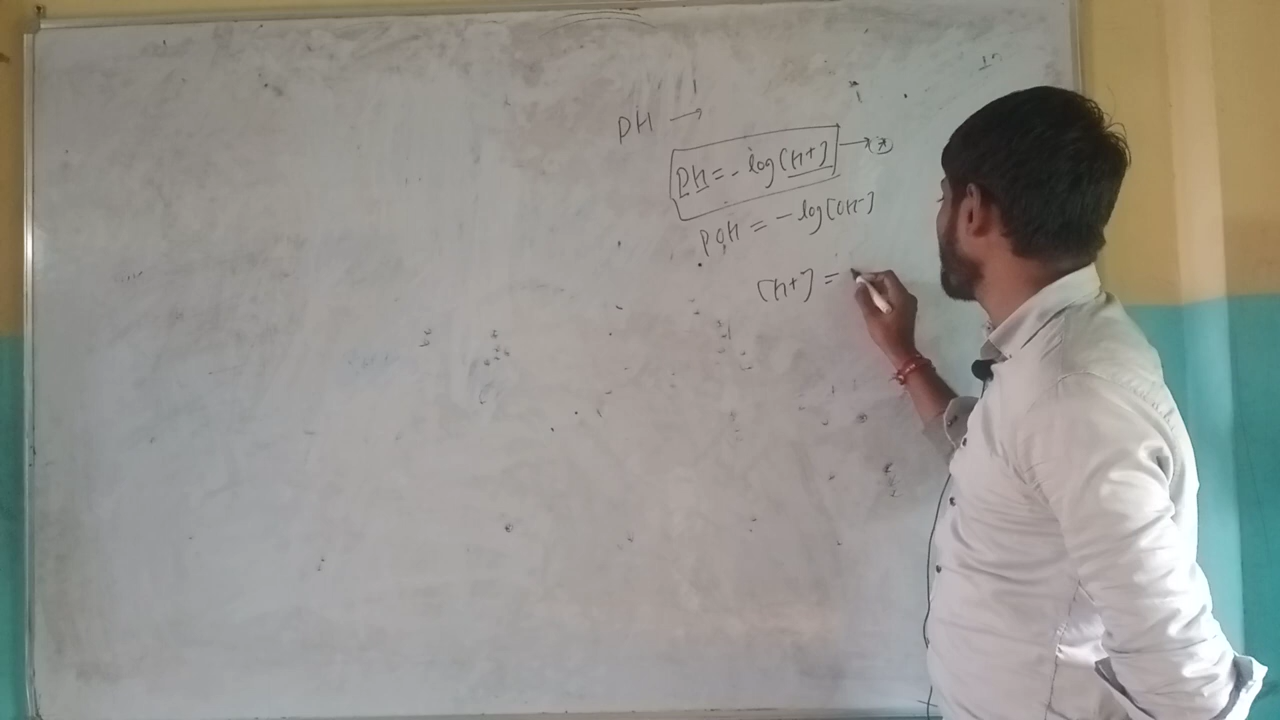 PH →
PH = - log [H+] → *
POH = - log [OH-]
[H+] =